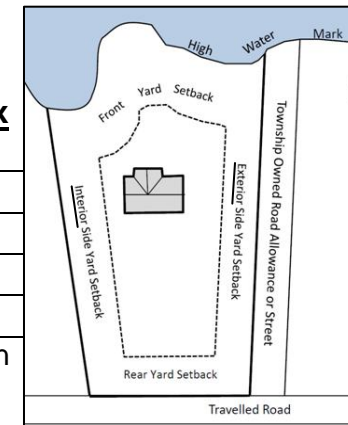 High Water Mark
Front Yard Setback
Interior Side Yard Setback
Exterior Side Yard Setback
Township Owned Road Allowance or Street
Rear Yard Setback
Travelled Road